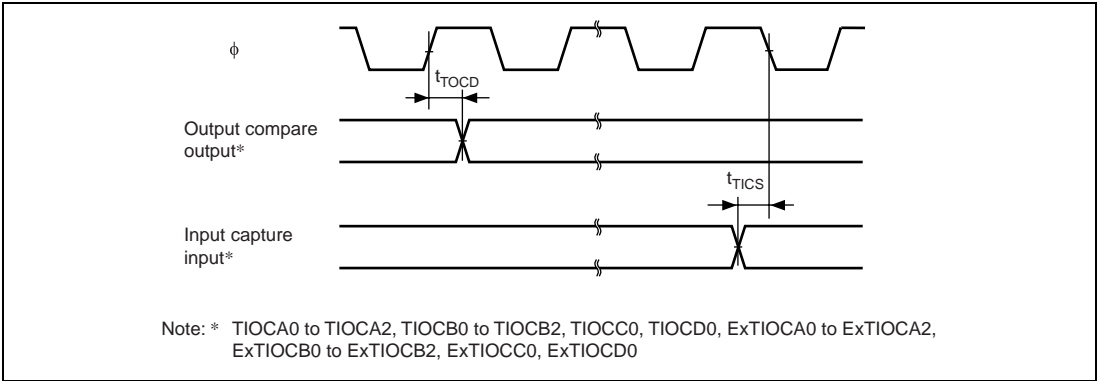 ϕ
tTOCD
Output compare
output*
tTICS
Input capture
input*
Note: * TIOCA0 to TIOCA2, TIOCB0 to TIOCB2, TIOCC0, TIOCD0, ExTIOCA0 to ExTIOCA2,
ExTIOCB0 to ExTIOCB2, ExTIOCC0, ExTIOCD0